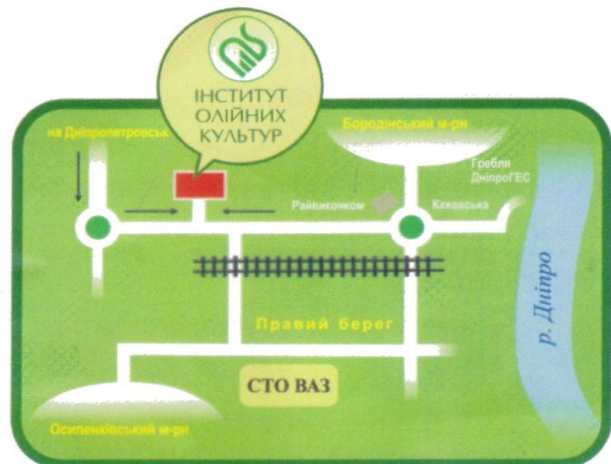 ІНСТИТУТ
ОЛІЙНИХ
КУЛЬТУР
на Дніпропетровськ
Бородінський м-рн
Гребля
ДніпроГЕС
Райвиконком
Каховська
р. Дніпро
Правий берег
СТО ВАЗ
Осипенківський м-рн